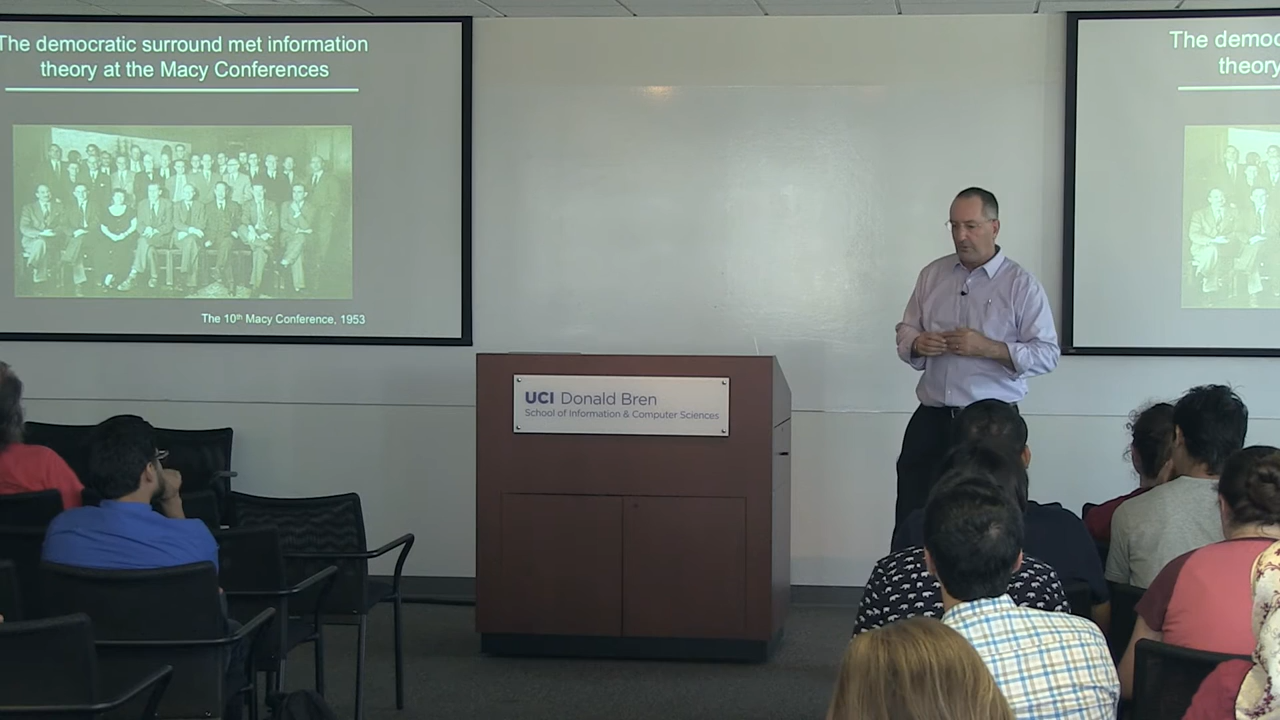 The democratic surround met information
theory at the Macy Conferences
The 10th Macy Conference, 1953
UCI Donald Bren
School of Information & Computer Sciences
The democ
theory